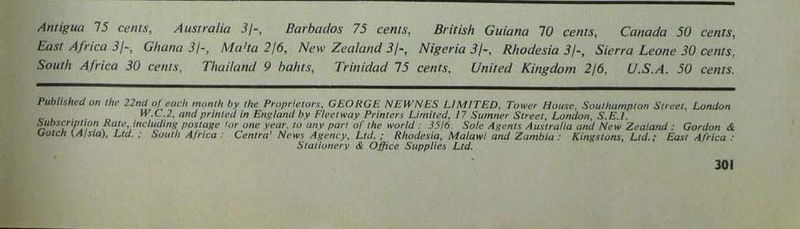 Antigua 75 cents, Australia 3/-, Barbados 75 cents, British Guiana 70 cents, Canada 50 cents,
East Africa 3/-, Ghana 3/-, Ma'ta 2/6, New Zealand 3/-, Nigeria 3/-, Rhodesia 3/-, Sierra Leone 30 cents,
South Africa 30 cents, Thailand 9 bahts, Trinidad 75 cents, United Kingdom 2/6, U.S.A. 50 cents.
Published on the 22nd of each month by the Proprietors, GEORGE NEWNES LIMITED, Tower House, Southampton Street, London
W.C.2, and printed in England by Fleetway Printers Limited, 17 Sumner Street, London, S.E.1.
Subscription Rate, including postage for one year, to any part of the world : 35/6. Sole Agents Australia and New Zealand : Gordon &
Gotch (A/sia), Ltd. ; South Africa : Centra' News Agency, Ltd. ; Rhodesia, Malawi and Zambia : Kingstons, Ltd. ; East Africa :
Stationery & Office Supplies Ltd.
301